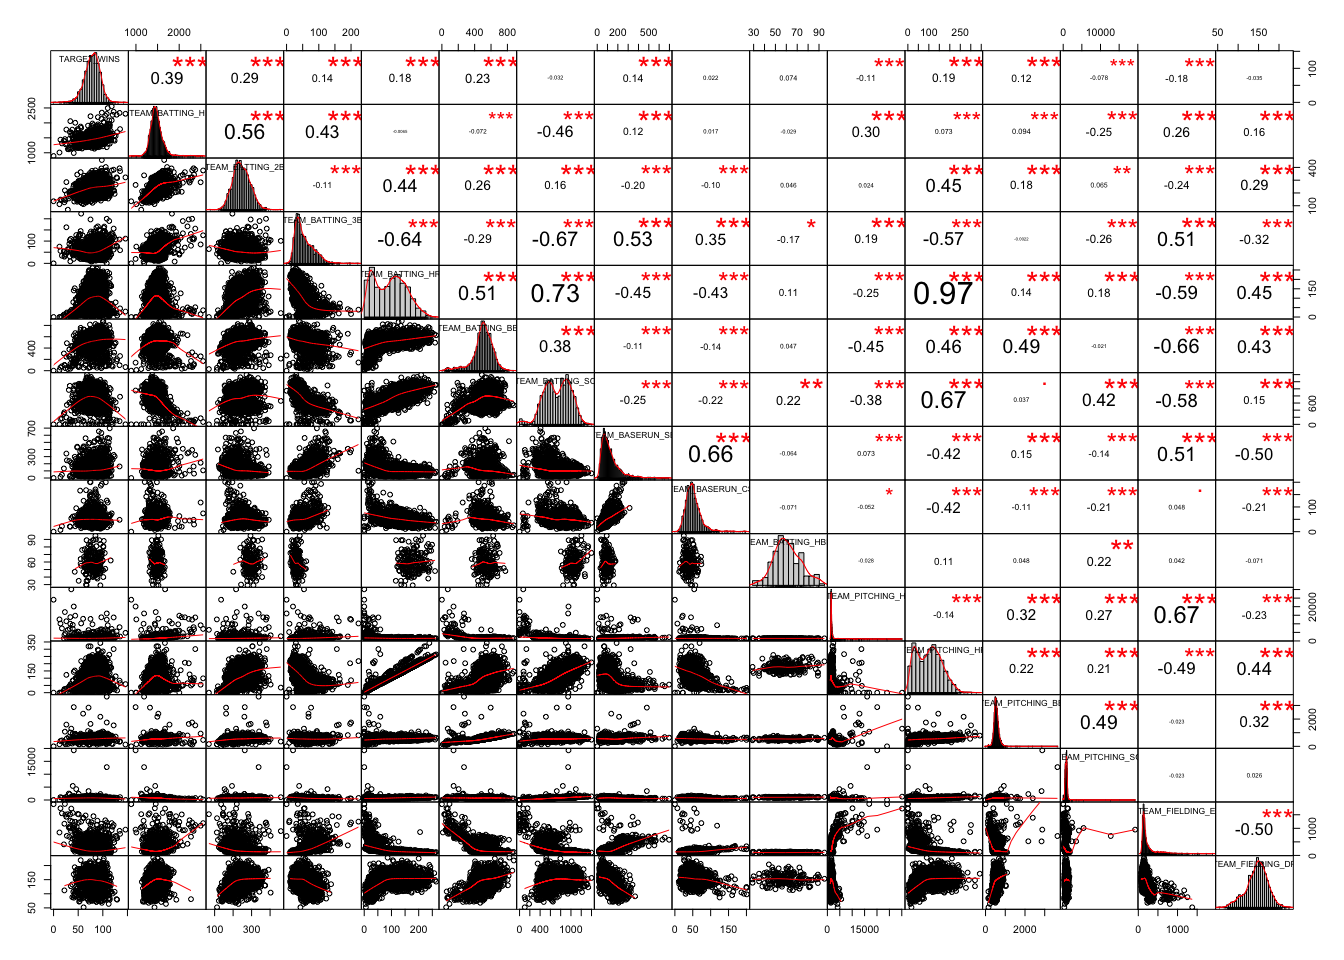 1000 2000 0 100 200 0 400 800 0 200 500 30 50 70 90 0 100 250 0 10000 50 150
TARGET_WINS *** 0.39 *** 0.29 *** 0.14 *** 0.18 *** 0.23 -0.032 *** 0.14 0.022 0.074 *** -0.11 *** 0.19 *** 0.12 *** -0.078 *** -0.18 -0.035 0 100
1000 2500 TEAM_BATTING_H *** 0.56 *** 0.43 *** -0.072 *** -0.46 *** 0.12 0.017 -0.029 *** 0.30 *** 0.073 *** 0.094 *** -0.25 *** 0.26 *** 0.16
TEAM_BATTING_2B *** -0.11 *** 0.44 *** 0.26 *** 0.16 *** -0.20 *** -0.10 0.046 0.024 *** 0.45 *** 0.18 ** 0.065 *** -0.24 *** 0.29 100 400
0 100 TEAM_BATTING_3B *** -0.64 *** -0.29 *** -0.67 *** 0.53 *** 0.35 * -0.17 *** 0.19 *** -0.57 *** -0.26 *** 0.51 *** -0.32
TEAM_BATTING_HR *** 0.51 *** 0.73 *** -0.45 *** -0.43 0.11 *** -0.25 *** 0.97 *** 0.14 *** 0.18 *** -0.59 *** 0.45 0 150
0 400 TEAM_BATTING_BB *** 0.38 *** -0.11 *** -0.14 0.047 *** -0.45 *** 0.46 *** 0.49 -0.021 *** -0.66 *** 0.43
TEAM_BATTING_SO *** -0.25 *** -0.22 ** 0.22 *** -0.38 *** 0.67 . 0.037 *** 0.42 *** -0.58 *** 0.15 0 600
0 300 700 EAM_BASERUN_SB *** 0.66 -0.064 *** 0.073 *** -0.42 *** 0.15 *** -0.14 *** 0.51 *** -0.50
EAM_BASERUN_CS -0.071 * -0.052 *** -0.42 *** -0.11 *** -0.21 . 0.048 *** -0.21 0 100
30 60 90 EAM_BATTING_HB -0.028 0.11 0.048 ** 0.22 0.042 -0.071
TEAM_PITCHING_H *** -0.14 *** 0.32 *** 0.27 *** 0.67 *** -0.23 0 20000
0 150 350 EAM_PITCHING_HR *** 0.22 *** 0.21 *** -0.49 *** 0.44
TEAM_PITCHING_BB *** 0.49 -0.023 *** 0.32 0 2000
0 15000 EAM_PITCHING_SO -0.023 0.026
TEAM_FIELDING_E *** -0.50 0 1000
50 150 TEAM_FIELDING_DP
0 50 100 100 300 0 100 200 400 1000 0 50 150 0 15000 0 2000 0 1000